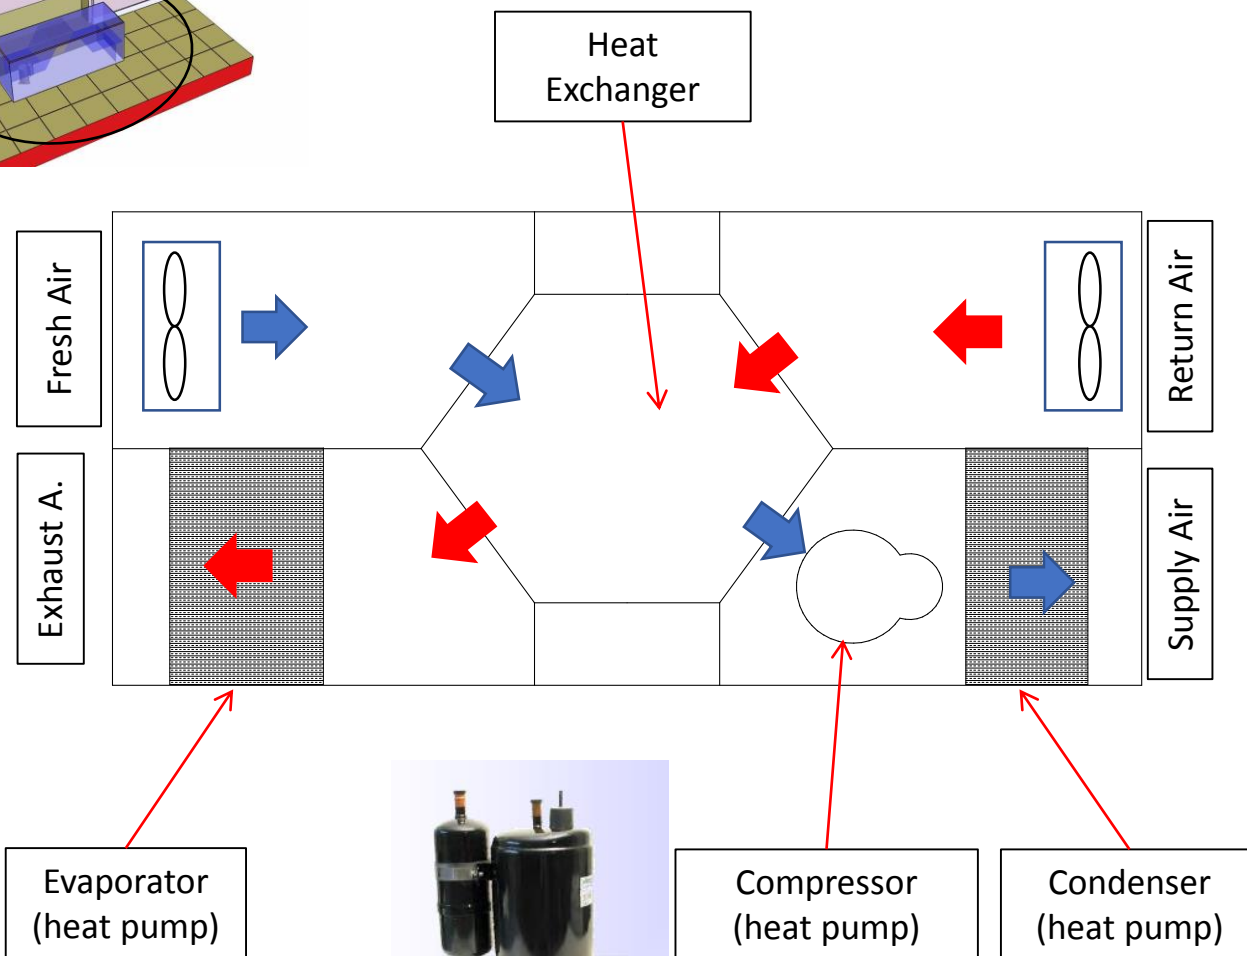 Heat
Exchanger
Fresh Air
Return Air
Exhaust A.
Supply Air
Evaporator
(heat pump)
Compressor
(heat pump)
Condenser
(heat pump)